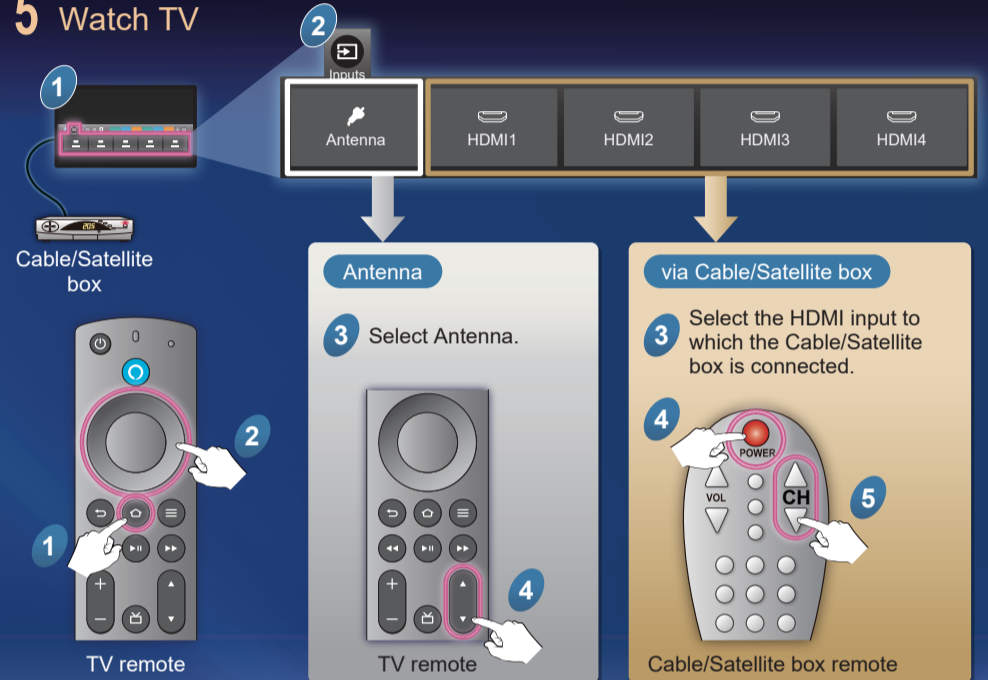 5 Watch TV
1
2
Inputs
Antenna
HDMI1
HDMI2
HDMI3
HDMI4
Cable/Satellite
box
2
1
TV remote
Antenna
3 Select Antenna.
4
TV remote
via Cable/Satellite box
3
Select the HDMI input to
which the Cable/Satellite
box is connected.
4
POWER
VOL
CH
5
Cable/Satellite box remote